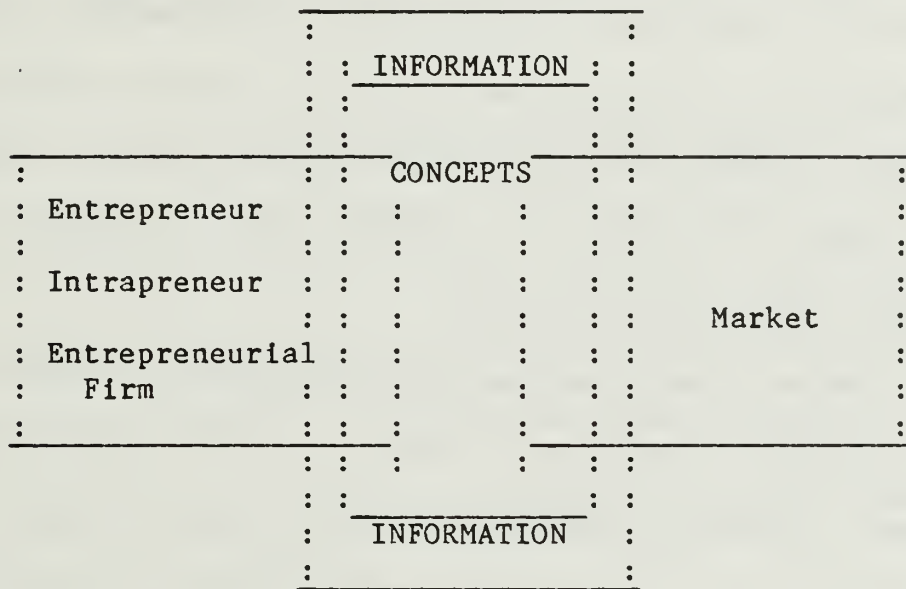 INFORMATION
CONCEPTS
Entrepreneur
Intrapreneur
Market
Entrepreneurial
Firm
INFORMATION